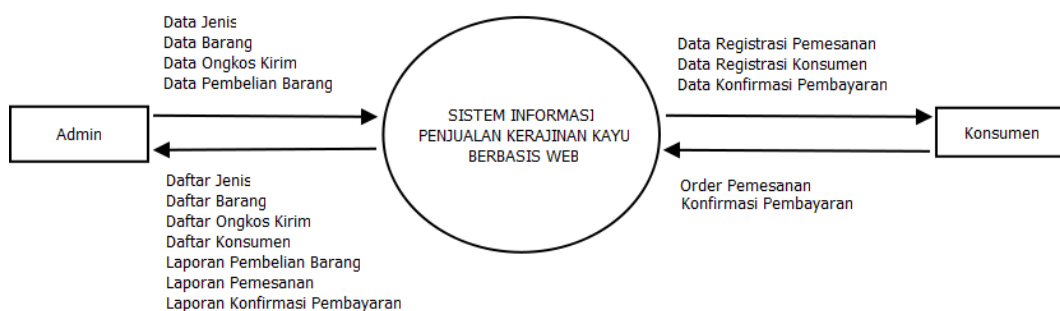 Data Jenis
Data Barang
Data Ongkos Kirim
Data Pembelian Barang
Admin
Daftar Jenis
Daftar Barang
Daftar Ongkos Kirim
Daftar Konsumen
Laporan Pembelian Barang
Laporan Pemesanan
Laporan Konfirmasi Pembayaran
SISTEM INFORMASI
PENJUALAN KERAJINAN KAYU
BERBASIS WEB
Data Registrasi Pemesanan
Data Registrasi Konsumen
Data Konfirmasi Pembayaran
Konsumen
Order Pemesanan
Konfirmasi Pembayaran